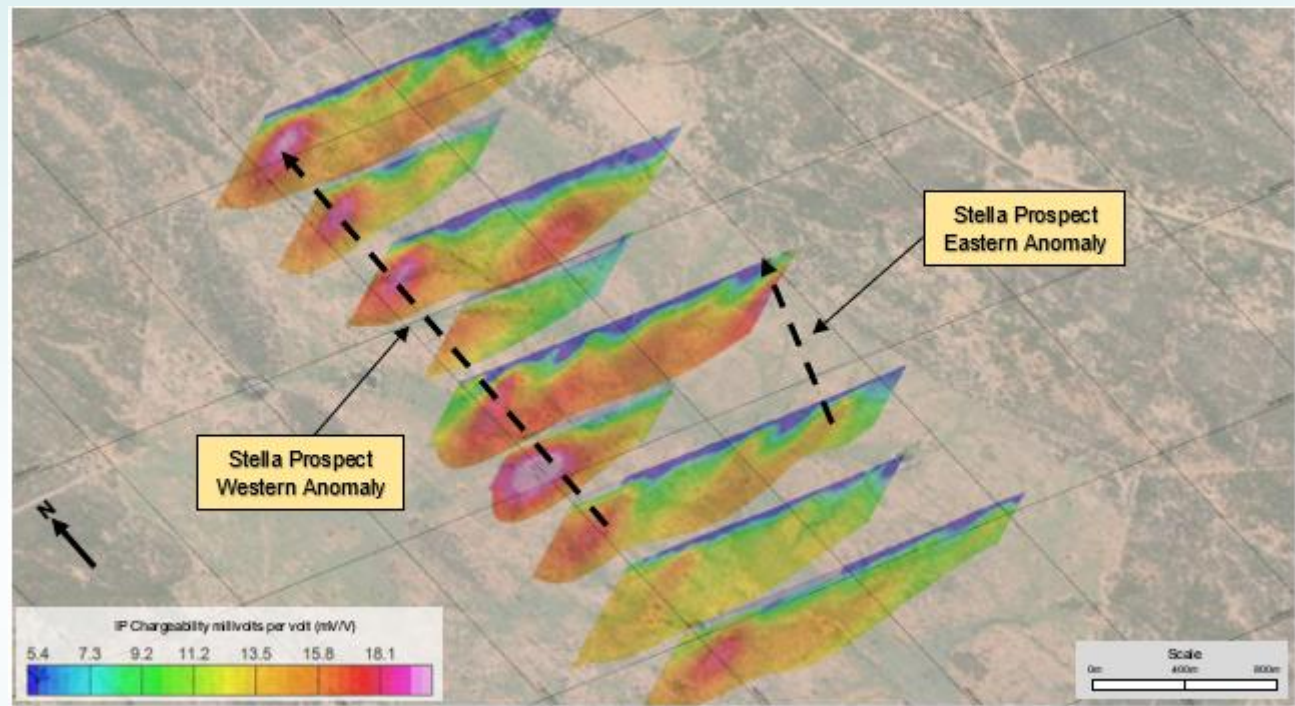 Stella Prospect
Eastern Anomaly
Stella Prospect
Western Anomaly
N
IP Chargeability millivolts per volt (mV/V)
5.4 7.3 9.2 11.2 13.5 15.8 18.1
Scale
0m 400m 800m